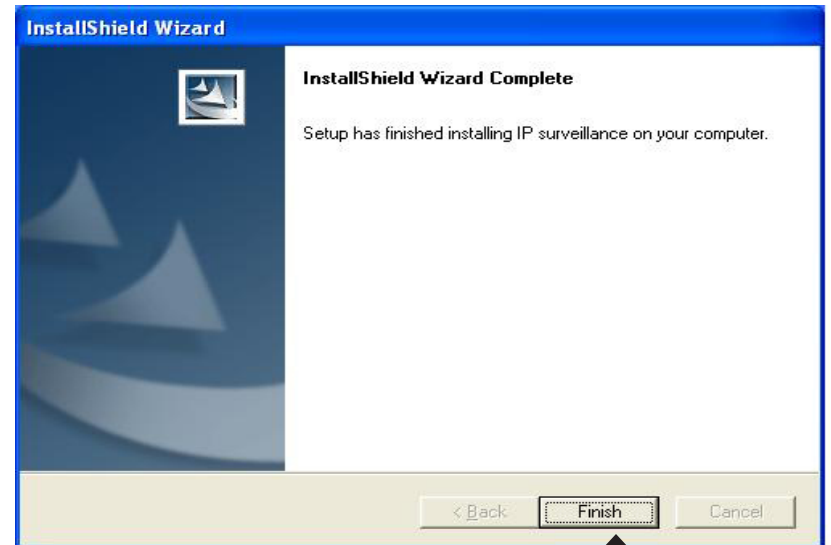 InstallShield Wizard
InstallShield Wizard Complete
Setup has finished installing IP surveillance on your computer.
< Back Finish Cancel